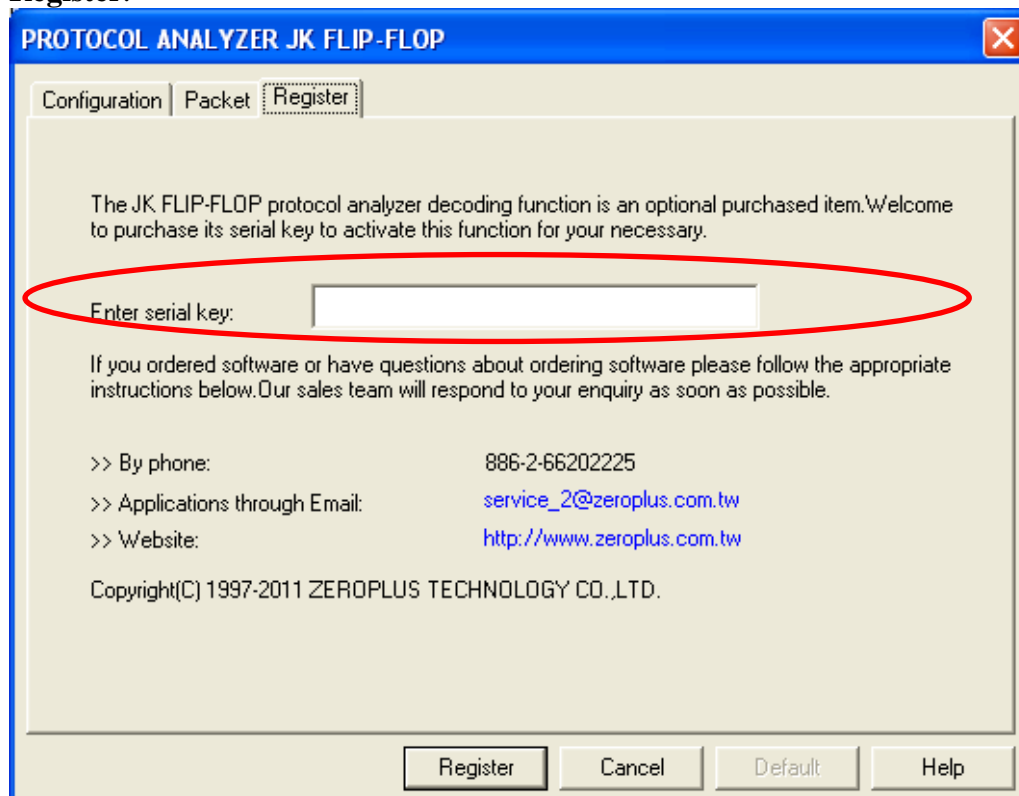 Register:
PROTOCOL ANALYZER JK FLIP-FLOP
Configuration Packet Register
The JK FLIP-FLOP protocol analyzer decoding function is an optional purchased item.Welcome
to purchase its serial key to activate this function for your necessary.
Enter serial key:
If you ordered software or have questions about ordering software please follow the appropriate
instructions below.Our sales team will respond to your enquiry as soon as possible.
>> By phone: 886-2-66202225
>> Applications through Email: service_2@zeroplus.com.tw
>> Website: http://www.zeroplus.com.tw
Copyright(C) 1997-2011 ZEROPLUS TECHNOLOGY CO.,LTD.
Register Cancel Default Help